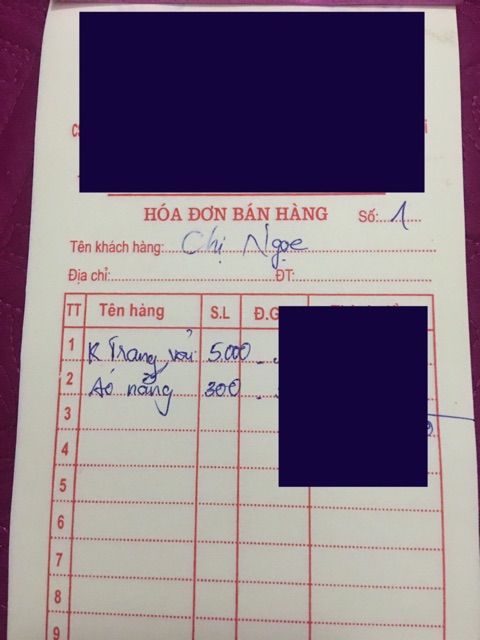 HÓA ĐƠN BÁN HÀNG Số: 1
Tên khách hàng: Chị Ngọc
Địa chỉ: ĐT:
TT Tên hàng S.L Đ.G
1 K Trang vải 5.000
2 Áo nắng 300
3
4
5
6
7
8
9